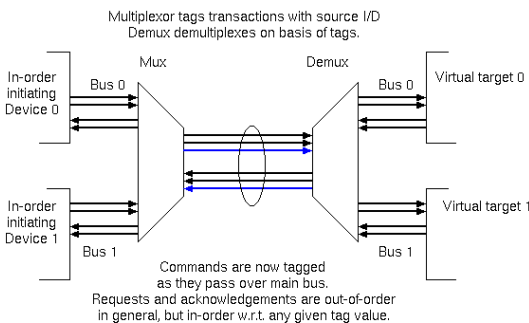 Multiplexor tags transactions with source I/D
Demux demultiplexes on basis of tags.
Mux
Demux
In-order
initiating
Device 0
Bus 0
Bus 0
Virtual target 0
In-order
initiating
Device 1
Bus 1
Bus 1
Virtual target 1
Commands are now tagged
as they pass over main bus.
Requests and acknowledgements are out-of-order
in general, but in-order w.r.t. any given tag value.